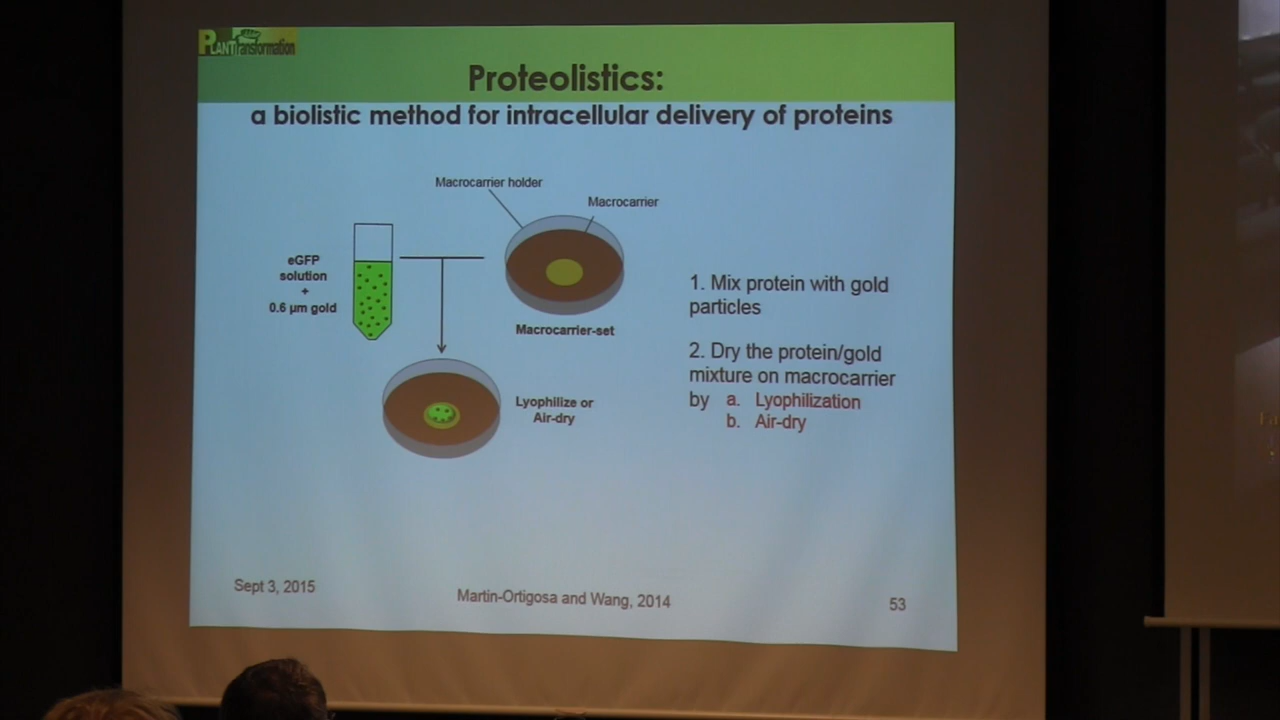 PLANTTransformation
Proteolistics:
a biolistic method for intracellular delivery of proteins
Macrocarrier holder
Macrocarrier
eGFP
solution
+
0.6 µm gold
Macrocarrier-set
Lyophilize or
Air-dry
1. Mix protein with gold
particles
2. Dry the protein/gold
mixture on macrocarrier
by a. Lyophilization
b. Air-dry
Sept 3, 2015
Martin-Ortigosa and Wang, 2014
53